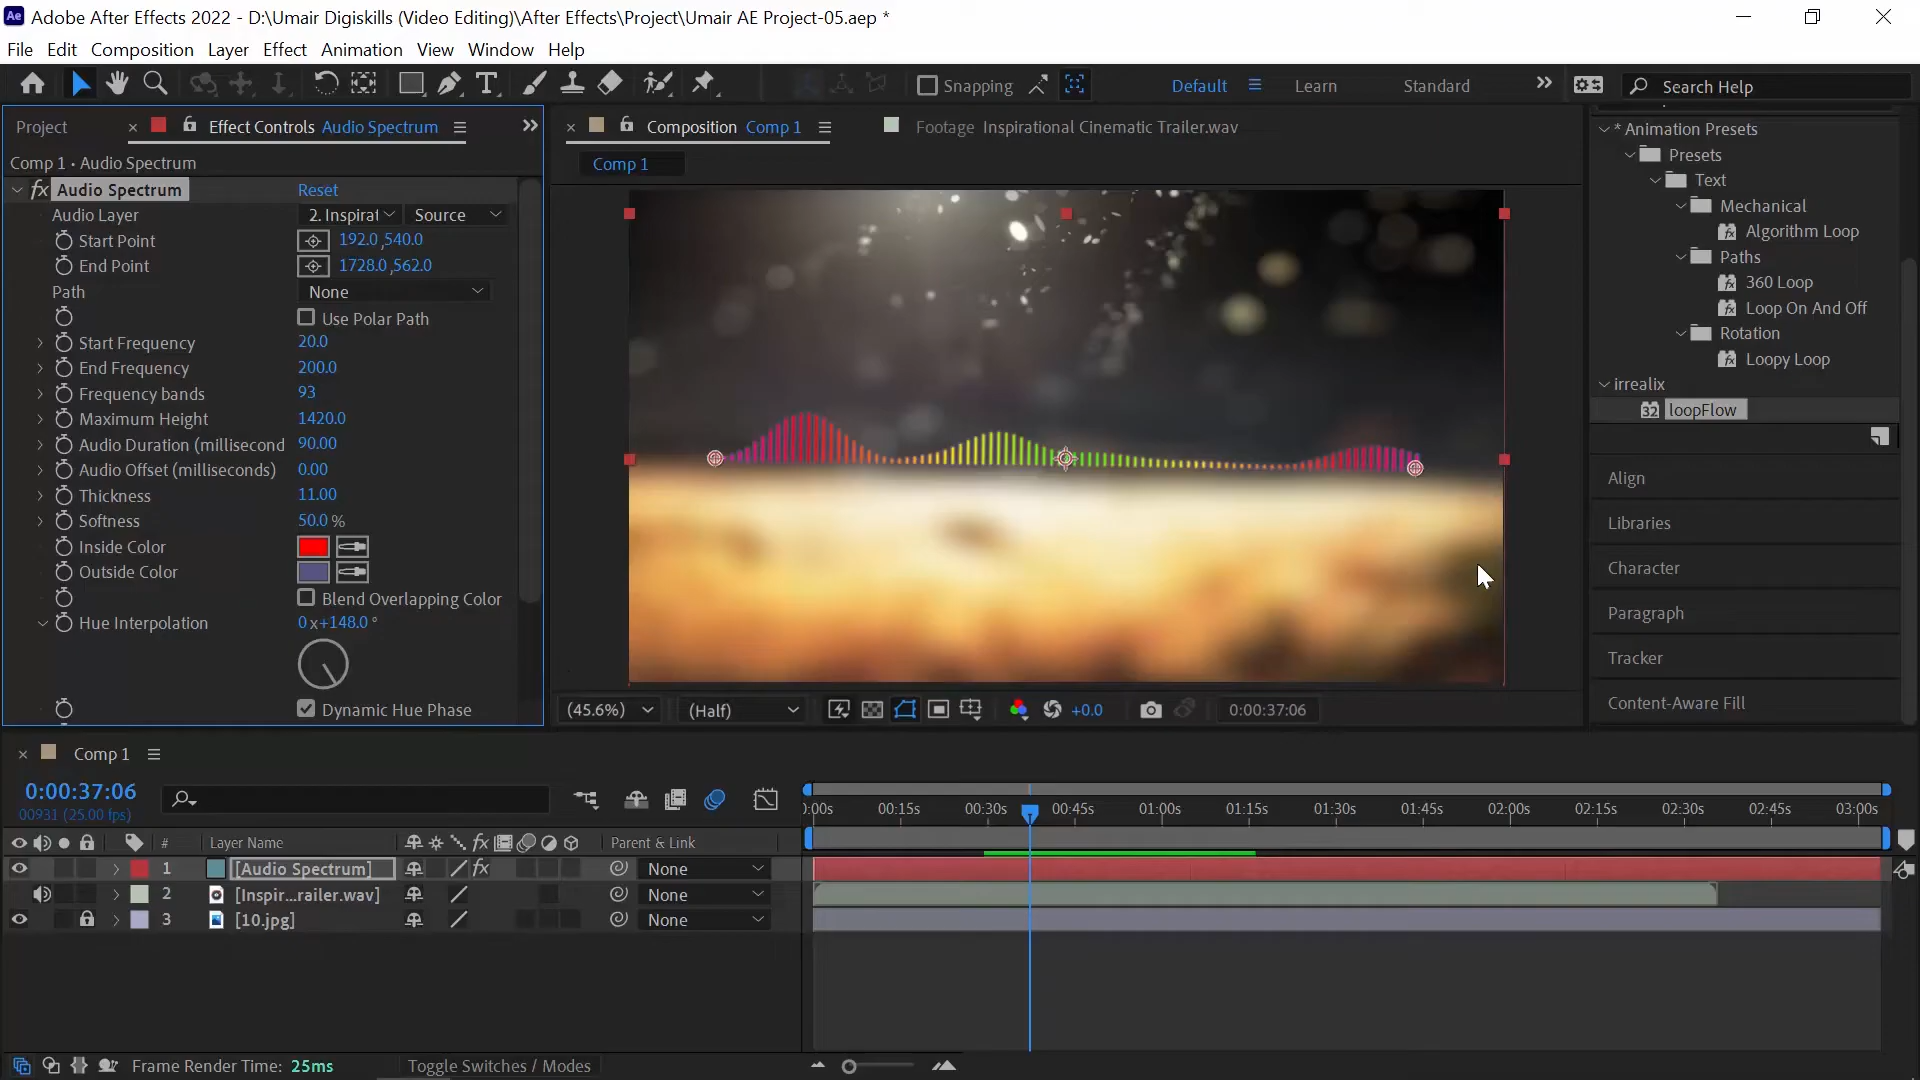 Ae Adobe After Effects 2022 - D:\Umair Digiskills (Video Editing)\After Effects\Project\Umair AE Project-05.aep *
File Edit Composition Layer Effect Animation View Window Help
Snapping Default Learn Standard Search Help
Project Effect Controls Audio Spectrum
Comp 1 • Audio Spectrum
fx Audio Spectrum Reset
Audio Layer 2. Inspirat Source
Start Point 192.0 ,540.0
End Point 1728.0 ,562.0
Path None
Use Polar Path
Start Frequency 20.0
End Frequency 200.0
Frequency bands 93
Maximum Height 1420.0
Audio Duration (millisecond 90.00
Audio Offset (milliseconds) 0.00
Thickness 11.00
Softness 50.0 %
Inside Color
Outside Color
Blend Overlapping Color
Hue Interpolation 0 x+148.0 °
Dynamic Hue Phase
Composition Comp 1 Footage Inspirational Cinematic Trailer.wav
Comp 1
(45.6%) (Half) +0.0 0:00:37:06
* Animation Presets
Presets
Text
Mechanical
Algorithm Loop
Paths
360 Loop
Loop On And Off
Rotation
Loopy Loop
irrealix
32 loopFlow
Align
Libraries
Character
Paragraph
Tracker
Content-Aware Fill
Comp 1
0:00:37:06
00931 (25.00 fps)
0:00s 00:15s 00:30s 00:45s 01:00s 01:15s 01:30s 01:45s 02:00s 02:15s 02:30s 02:45s 03:00s
# Layer Name fx Parent & Link
1 [Audio Spectrum] fx None
2 [Inspir...railer.wav] None
3 [10.jpg] None
Frame Render Time: 25ms Toggle Switches / Modes